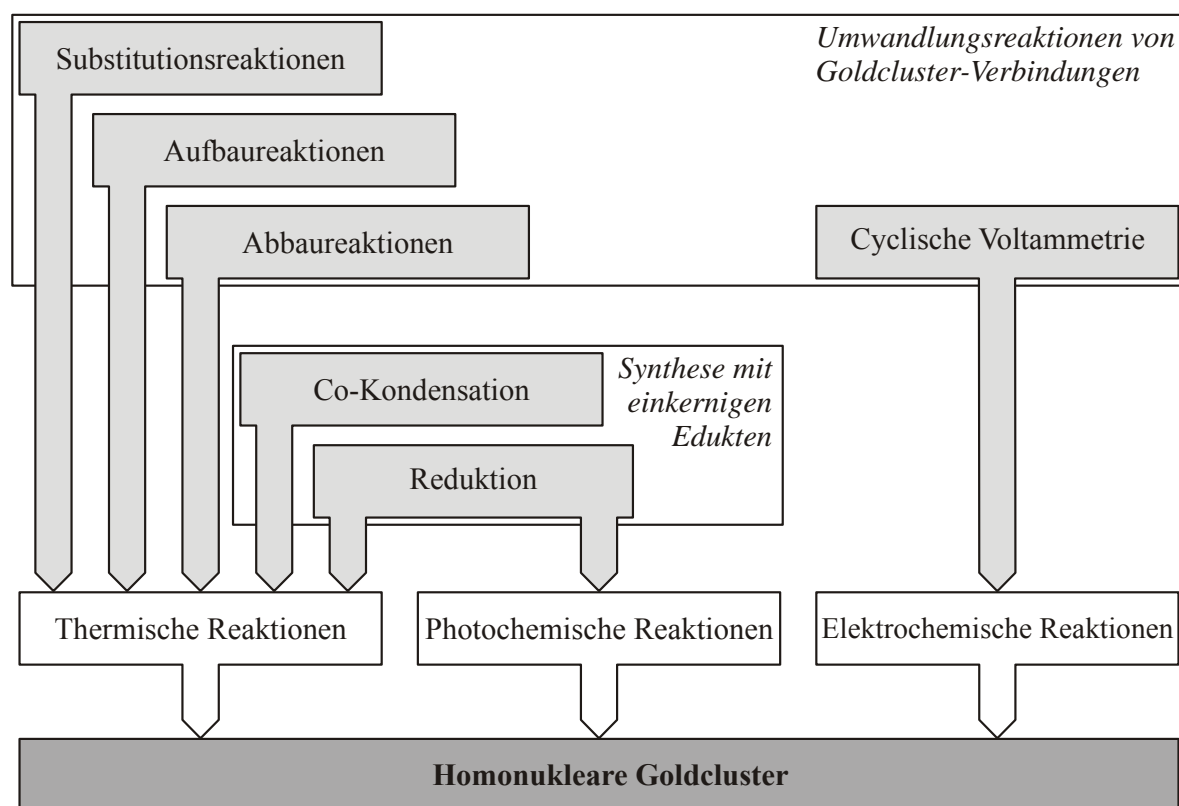 Substitutionsreaktionen
Umwandlungsreaktionen von
Goldcluster-Verbindungen
Aufbaureaktionen
Abbaureaktionen
Cyclische Voltammetrie
Co-Kondensation
Synthese mit
einkernigen
Edukten
Reduktion
Thermische Reaktionen
Photochemische Reaktionen
Elektrochemische Reaktionen
Homonukleare Goldcluster